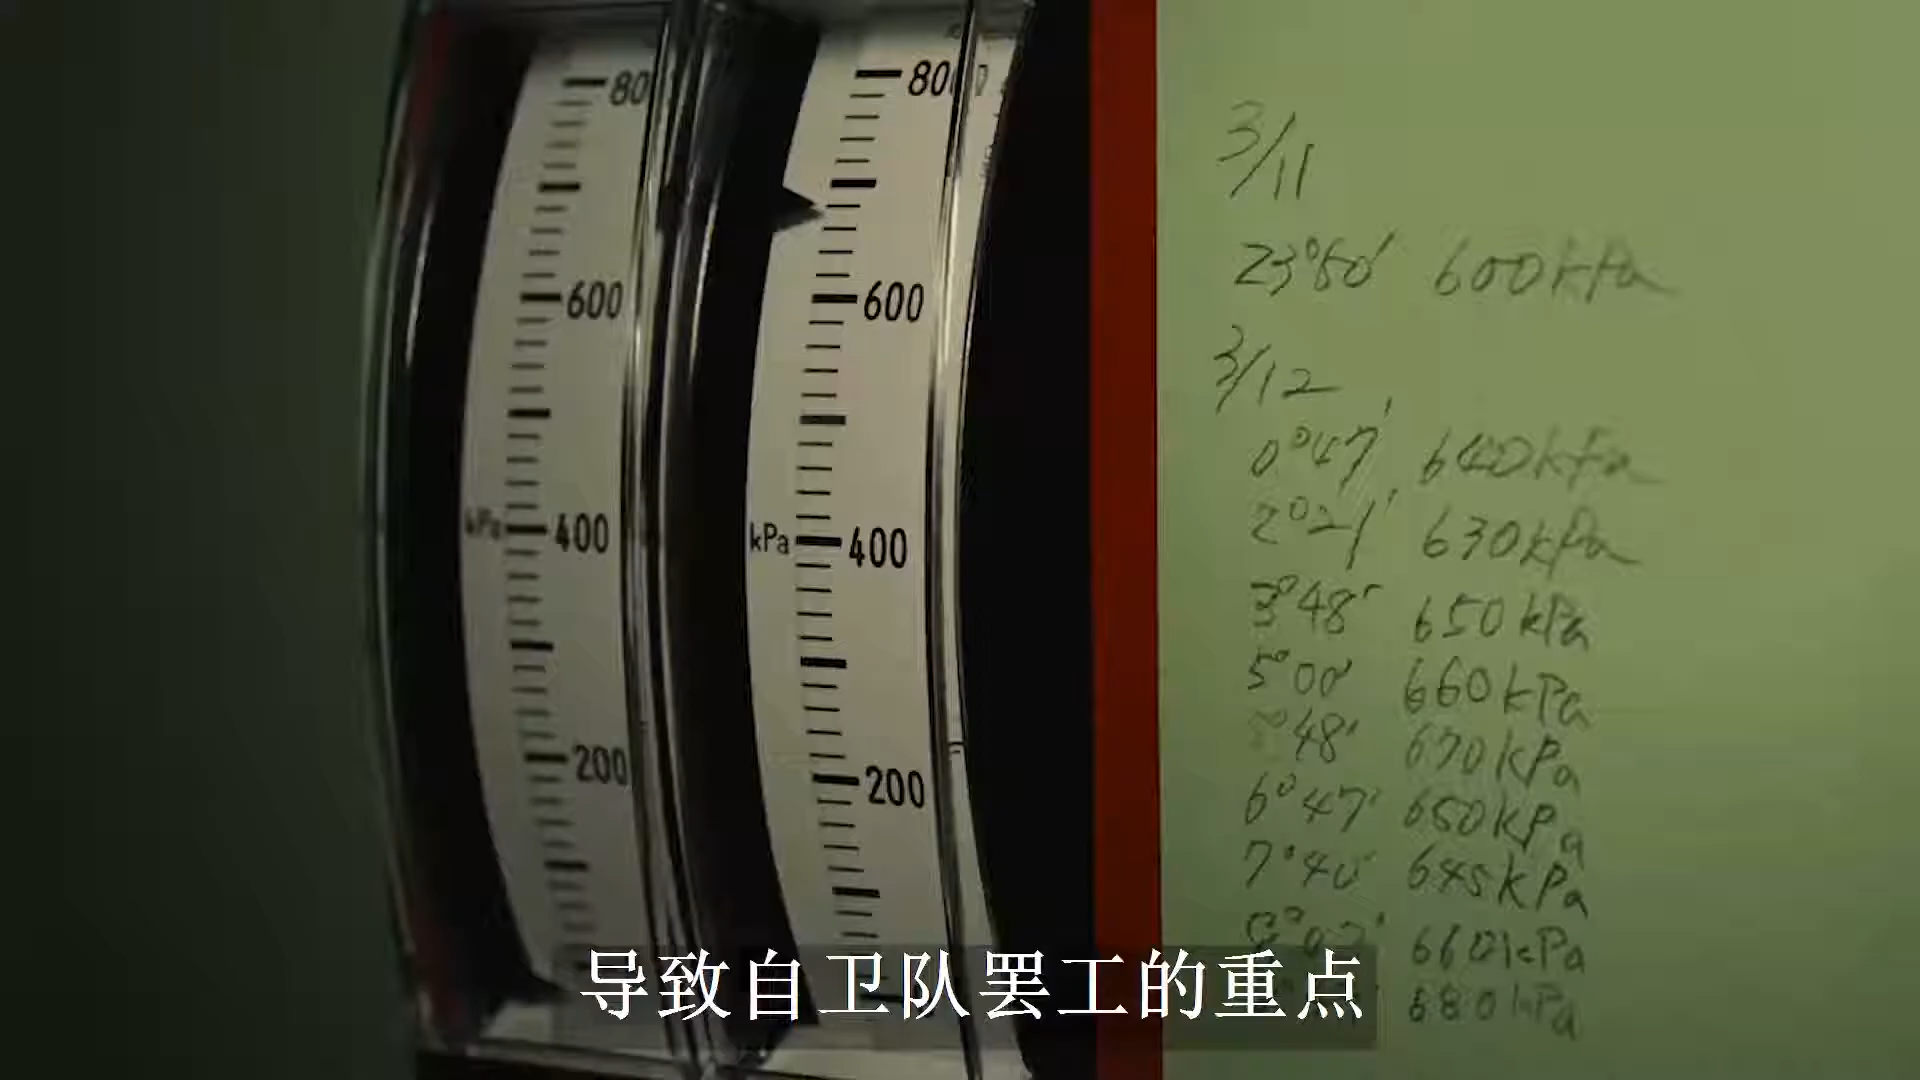 80
600
kPa 400
200
800
600
kPa 400
200
3/11
23°50' 600kPa
3/12
0°47' 640kPa
2°21' 630kPa
3°48' 650kPa
5°00' 660kPa
48' 670kPa
6°47' 650kPa
7°40' 645kPa
660kPa
680kPa
导致自卫队罢工的重点